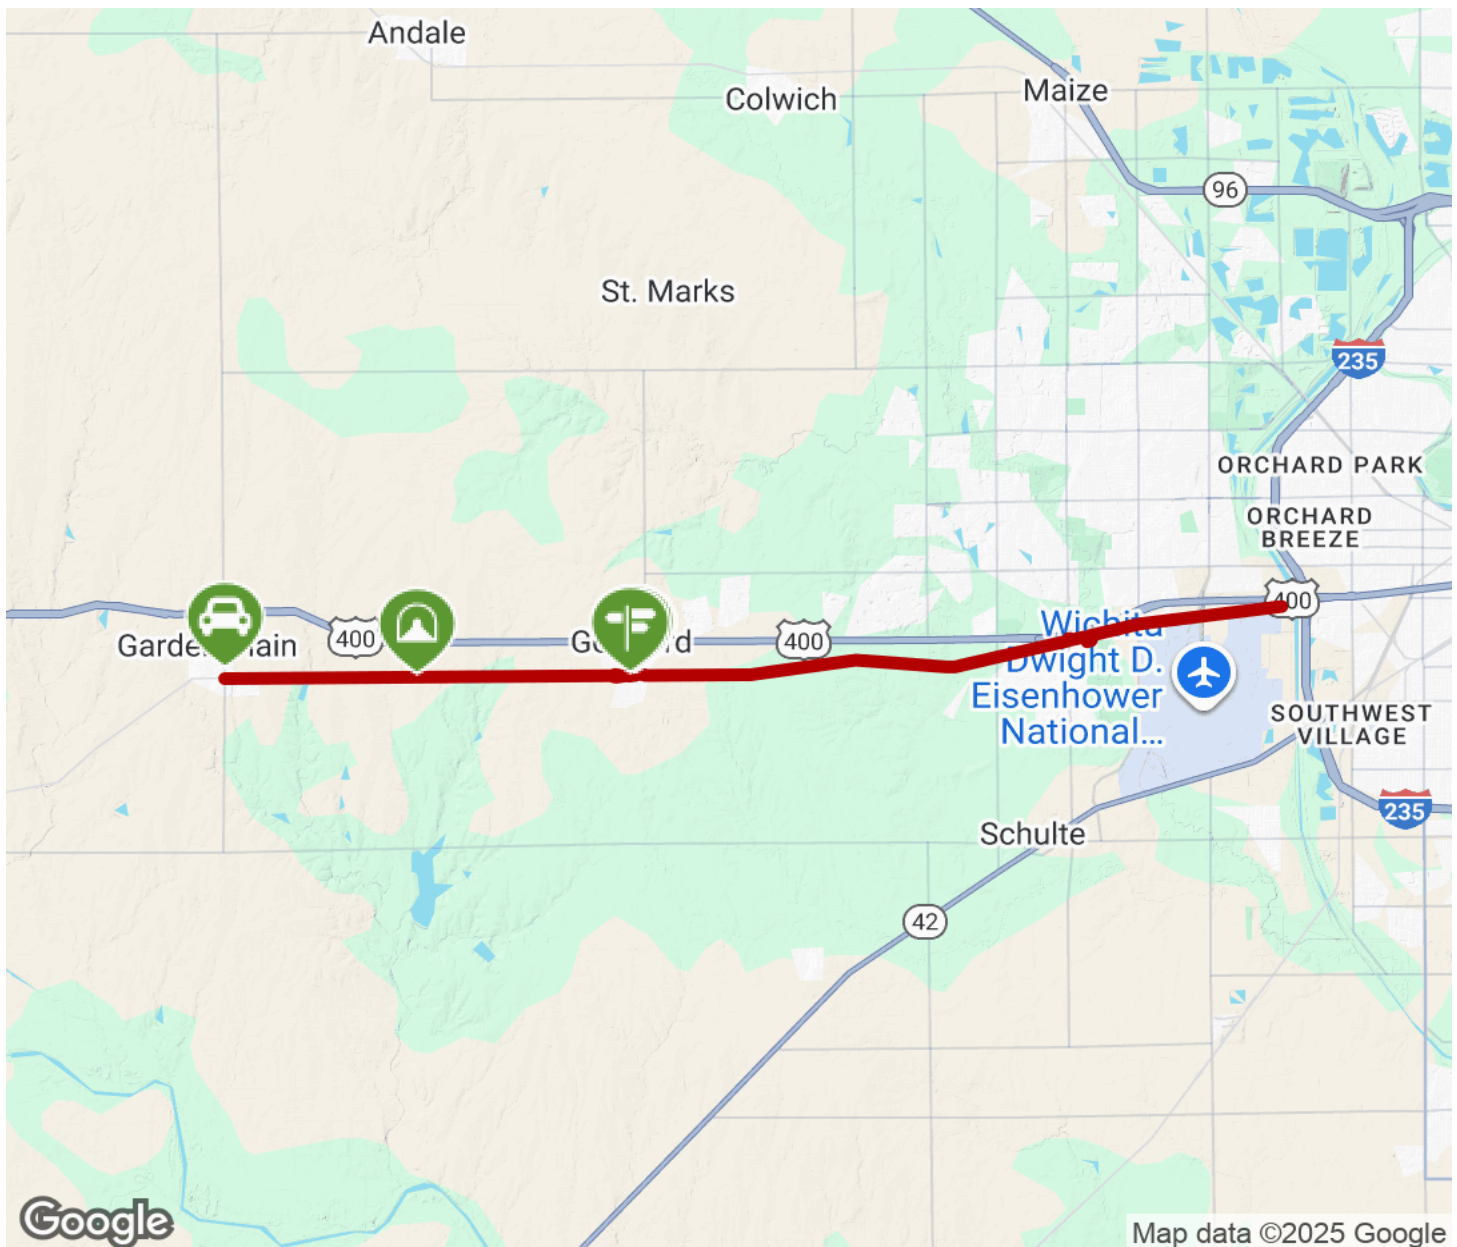 Andale
Colwich
Maize
96
St. Marks
235
ORCHARD PARK
ORCHARD
BREEZE
400
400
400
Wichita
Dwight D.
Eisenhower
National...
SOUTHWEST
VILLAGE
235
Schulte
42
Google
Map data ©2025 Google